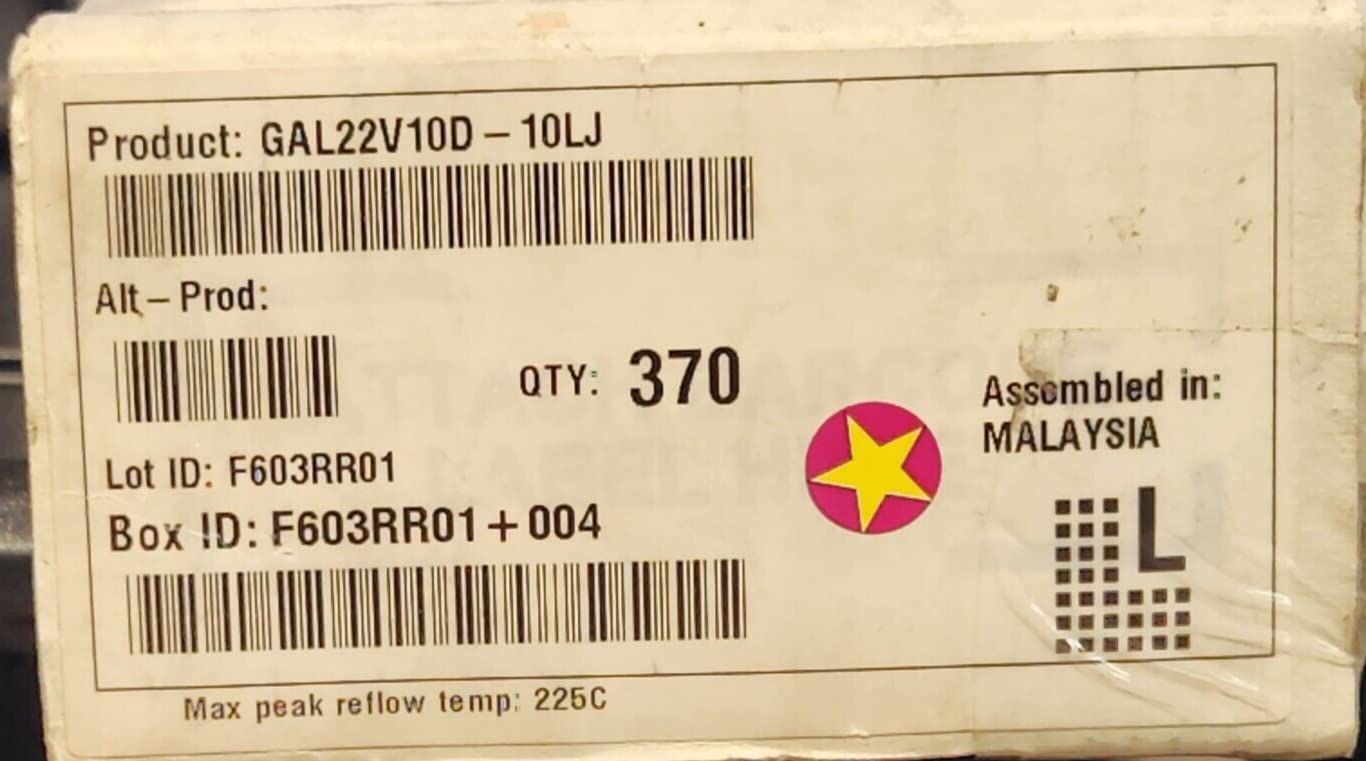 Product: GAL22V10D – 10LJ
Alt – Prod:
QTY: 370
Lot ID: F603RR01
Box ID: F603RR01 + 004
Assembled in:
MALAYSIA
L
Max peak reflow temp: 225C